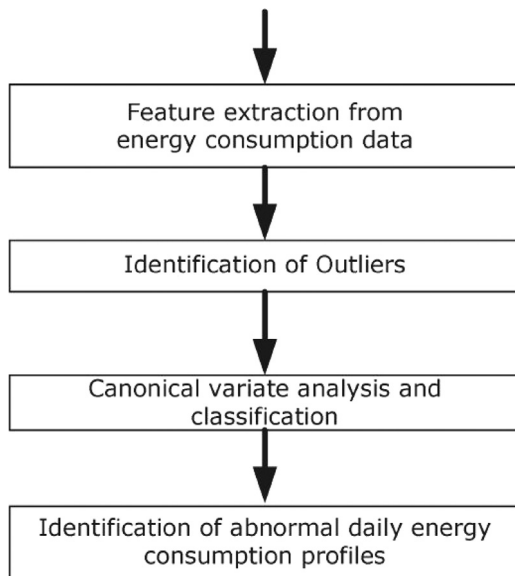 Feature extraction from
energy consumption data
Identification of Outliers
Canonical variate analysis and
classification
Identification of abnormal daily energy
consumption profiles